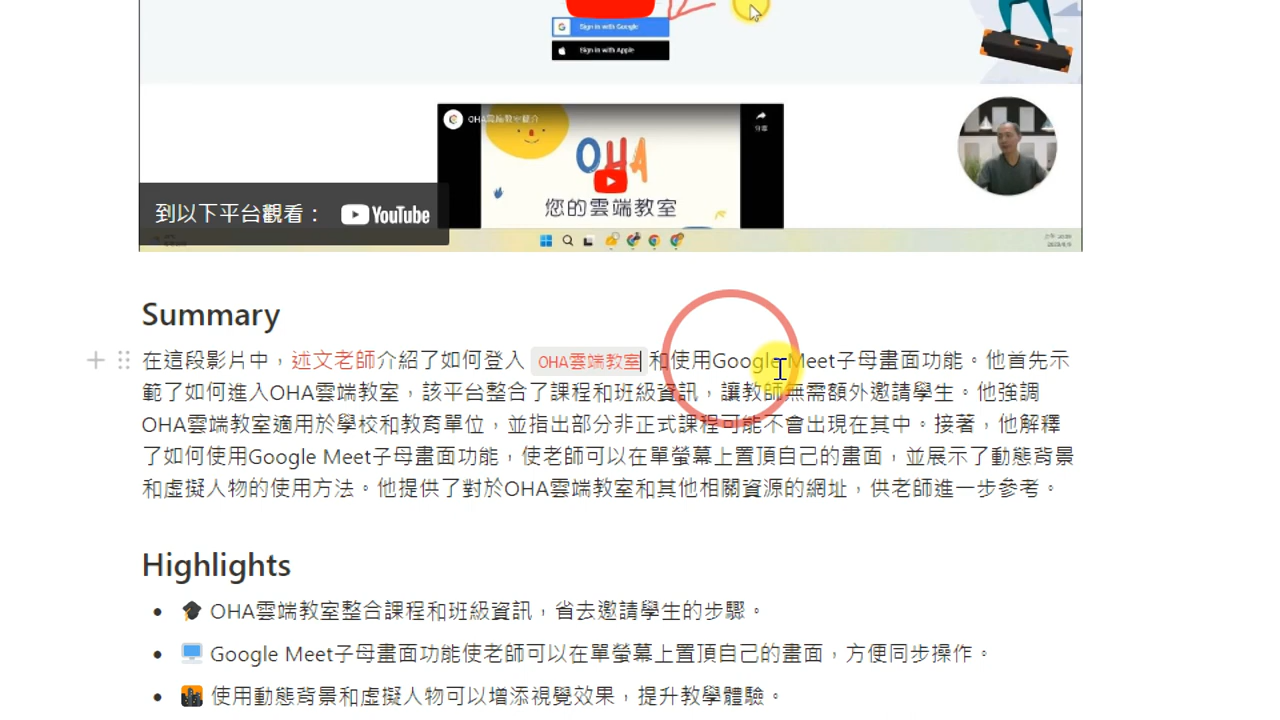 Sign in with Google
Sign in with Apple
OHA雲端教室簡介
分享
OHA
您的雲端教室
到以下平台觀看： YouTube
Summary
在這段影片中，述文老師介紹了如何登入 OHA雲端教室 和使用Google Meet子母畫面功能。他首先示
範了如何進入OHA雲端教室，該平台整合了課程和班級資訊，讓教師無需額外邀請學生。他強調
OHA雲端教室適用於學校和教育單位，並指出部分非正式課程可能不會出現在其中。接著，他解釋
了如何使用Google Meet子母畫面功能，使老師可以在單螢幕上置頂自己的畫面，並展示了動態背景
和虛擬人物的使用方法。他提供了對於OHA雲端教室和其他相關資源的網址，供老師進一步參考。
Highlights
• 🎓 OHA雲端教室整合課程和班級資訊，省去邀請學生的步驟。
• 🖥️ Google Meet子母畫面功能使老師可以在單螢幕上置頂自己的畫面，方便同步操作。
• 🌆 使用動態背景和虛擬人物可以增添視覺效果，提升教學體驗。